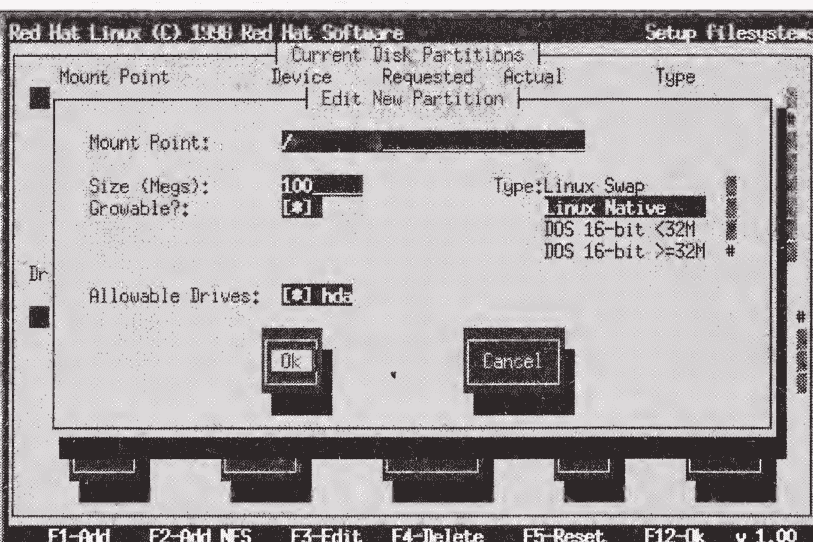 Red Hat Linux (C) 1998 Red Hat Software Setup filesystems
Current Disk Partitions
Mount Point Device Requested Actual Type
Edit New Partition
Mount Point: /
Size (Megs): 100 Type:Linux Swap
Growable?: [*] Linux Native
DOS 16-bit <32M
DOS 16-bit >=32M #
Dr
Allowable Drives: [*] hda
#
Ok Cancel
F1-Add F2-Add NFS F3-Edit F4-Delete F5-Reset F12-Ok v 1.00